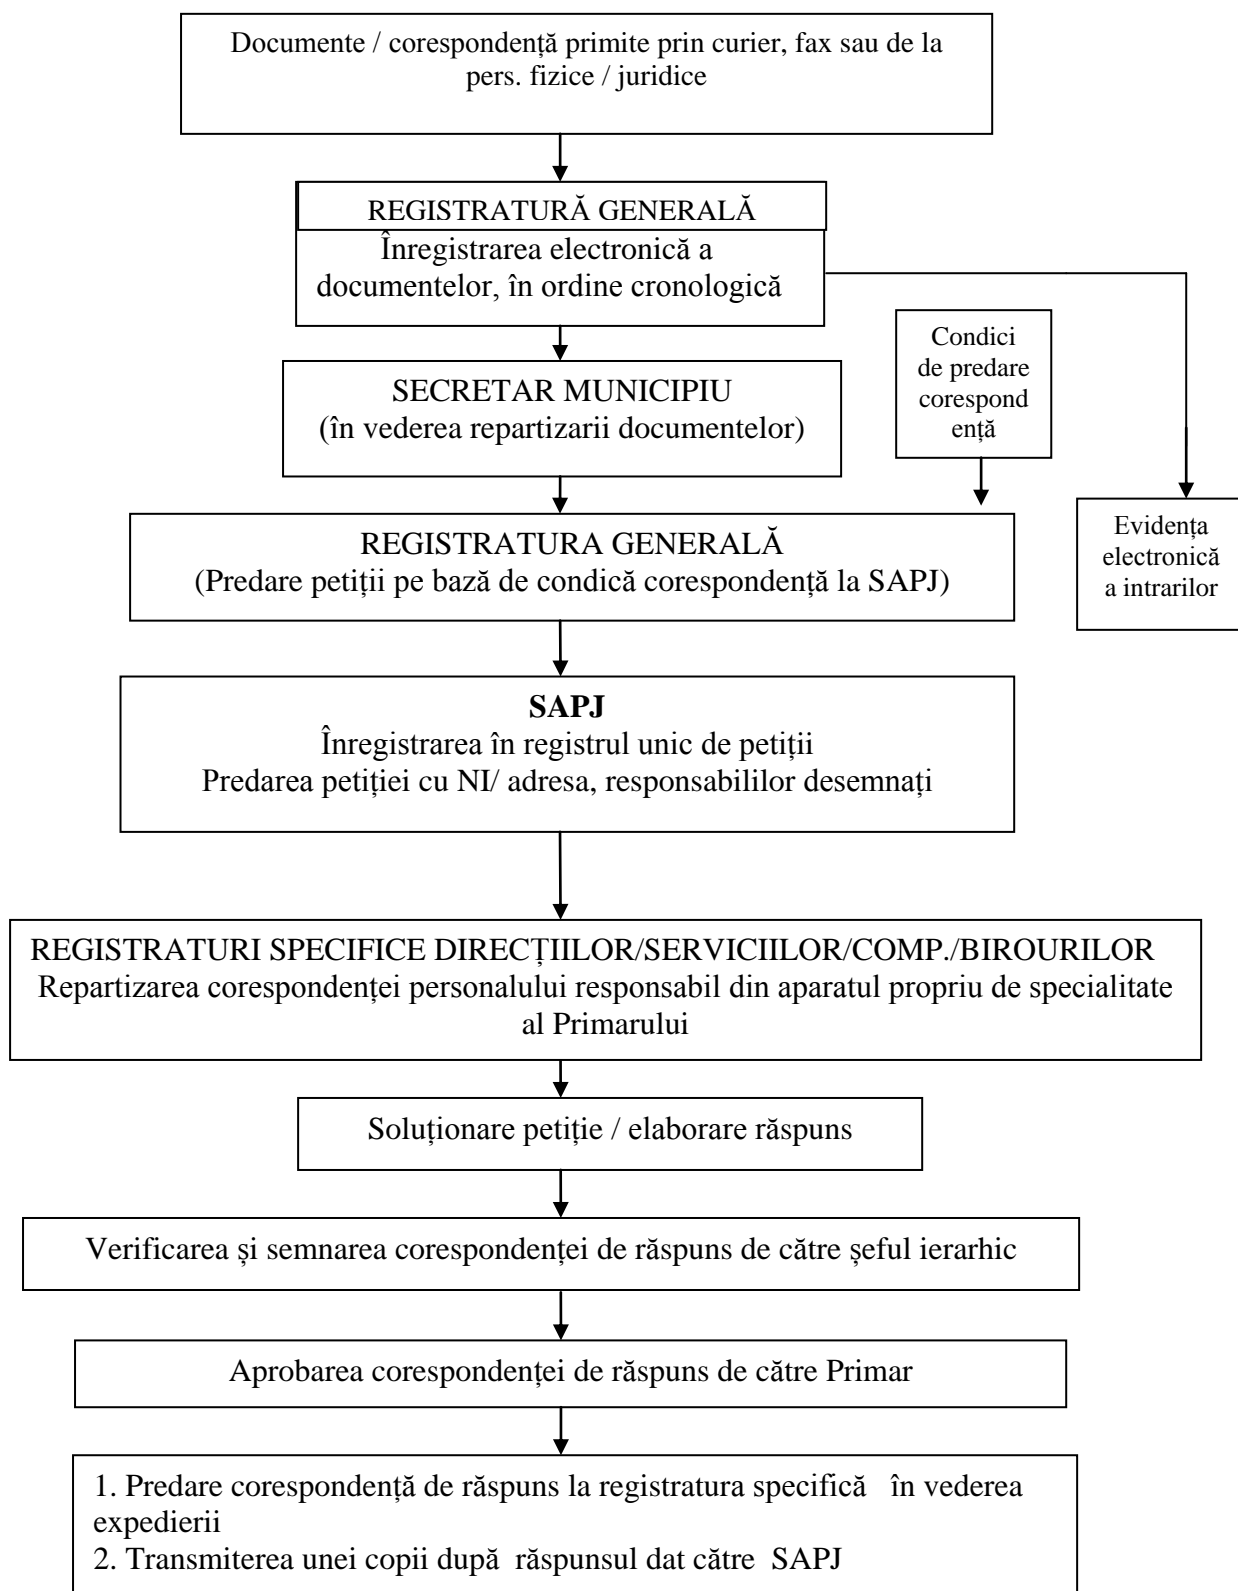 Documente / corespondență primite prin curier, fax sau de la
pers. fizice / juridice
REGISTRATURĂ GENERALĂ
Înregistrarea electronică a
documentelor, în ordine cronologică
Condici
de predare
corespond
ență
SECRETAR MUNICIPIU
(în vederea repartizarii documentelor)
Evidența
electronică
a intrarilor
REGISTRATURA GENERALĂ
(Predare petiții pe bază de condică corespondență la SAPJ)
SAPJ
Înregistrarea în registrul unic de petiții
Predarea petiției cu NI/ adresa, responsabililor desemnați
REGISTRATURI SPECIFICE DIRECȚIILOR/SERVICIILOR/COMP./BIROURILOR
Repartizarea corespondenței personalului responsabil din aparatul propriu de specialitate
al Primarului
Soluționare petiție / elaborare răspuns
Verificarea și semnarea corespondenței de răspuns de către șeful ierarhic
Aprobarea corespondenței de răspuns de către Primar
1. Predare corespondență de răspuns la registratura specifică în vederea
expedierii
2. Transmiterea unei copii după răspunsul dat către SAPJ